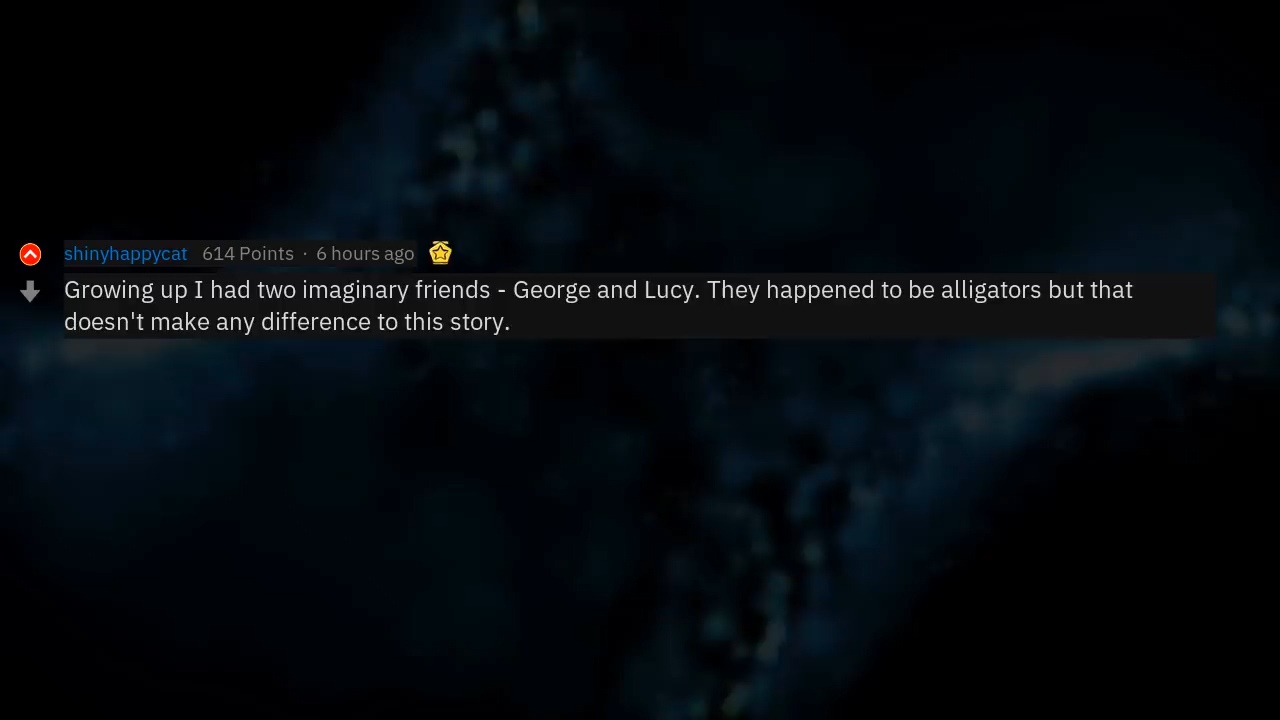 shinyhappycat 614 Points · 6 hours ago
Growing up I had two imaginary friends - George and Lucy. They happened to be alligators but that
doesn't make any difference to this story.